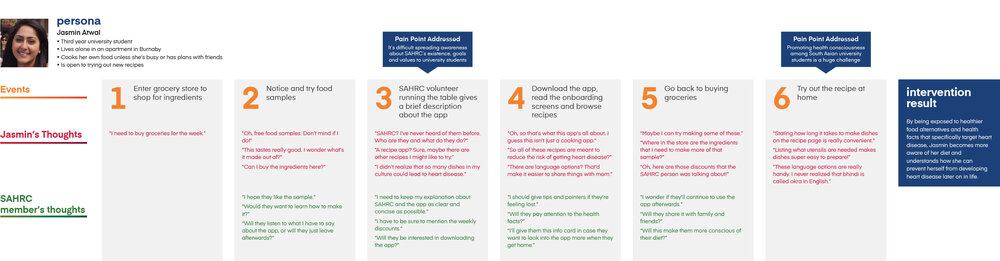 persona
Jasmin Atwal
• Third year university student
• Lives alone in an apartment in Burnaby
• Cooks her own food unless she's busy or has plans with friends
• Is open to trying out new recipes
Pain Point Addressed
It's difficult spreading awareness
about SAHRC's existence, goals
and values to university students
Pain Point Addressed
Promoting health consciousness
among South Asian university
students is a huge challenge
Events
1
Enter grocery store to
shop for ingredients
2
Notice and try food
samples
3
SAHRC volunteer
running the table gives
a brief description
about the app
4
Download the app,
read the onboarding
screens and browse
recipes
5
Go back to buying
groceries
6
Try out the recipe at
home
intervention
result
By being exposed to healthier
food alternatives and health
facts that specifically target heart
disease, Jasmin becomes more
aware of her diet and
understands how she can
prevent herself from developing
heart disease later on in life.
Jasmin's Thoughts
"I need to buy groceries for the week."
"Oh, free food samples. Don't mind if I
do!"
"This tastes really good. I wonder what's
it made out of?"
"Can I buy the ingredients here?"
"SAHRC? I've never heard of them before.
Who are they and what do they do?"
"A recipe app? Sure, maybe there are
other recipes I might like to try."
"I didn't realize that so many dishes in my
culture could lead to heart disease."
"Oh, so that's what this app's all about. I
guess this isn't just a cooking app."
"So all of these recipes are meant to
reduce the risk of getting heart disease?"
"There are language options? That'd
make it easier to share things with mom."
"Maybe I can try making some of these."
"Where in the store are the ingredients
that I need to make more of that
sample?"
"Oh, here are those discounts that the
SAHRC person was talking about!"
"Stating how long it takes to make dishes
on the recipe page is really convenient."
"Listing what utensils are needed makes
dishes super easy to prepare!"
"These language options are really
handy. I never realized that bhindi is
called okra in English."
SAHRC
member's thoughts
"I hope they like the sample."
"Would they want to learn how to make
it?"
"Will they listen to what I have to say
about the app, or will they just leave
afterwards?"
"I need to keep my explanation about
SAHRC and the app as clear and
concise as possible."
"I have to be sure to mention the weekly
discounts."
"Will they be interested in downloading
the app?"
"I should give tips and pointers if they're
feeling lost."
"Will they pay attention to the health
facts?"
"I'll give them this info card in case they
want to look into the app more when they
get home."
"I wonder if they'll continue to use the
app afterwards."
"Will they share it with family and
friends?"
"Will this make them more conscious of
their diet?"